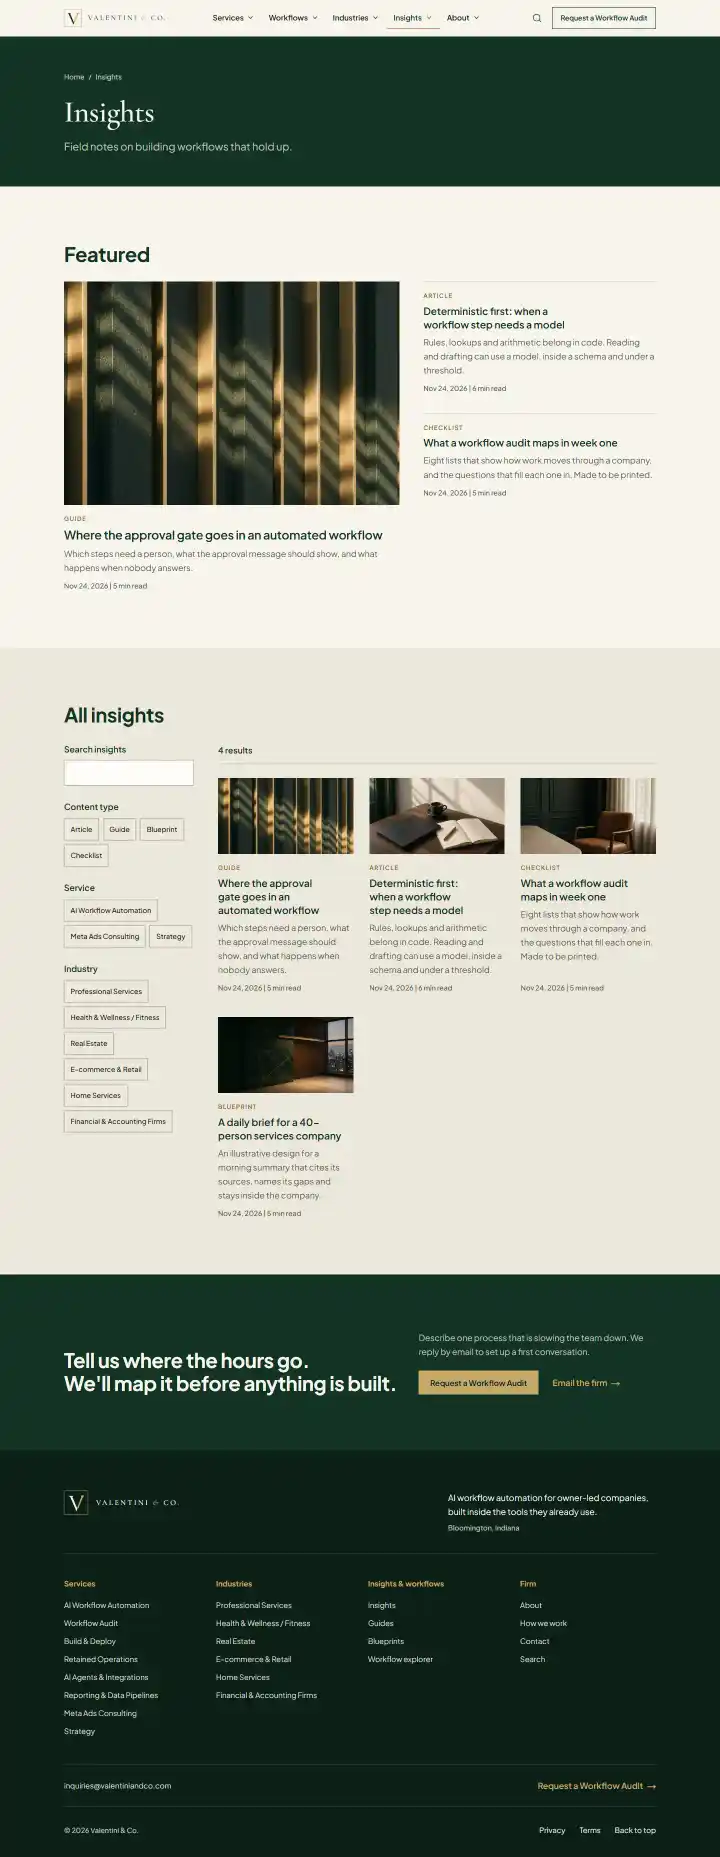 V VALENTINI & CO.
Services
Workflows
Industries
Insights
About
Request a Workflow Audit
Home / Insights
Insights
Field notes on building workflows that hold up.
Featured
GUIDE
Where the approval gate goes in an automated workflow
Which steps need a person, what the approval message should show, and what
happens when nobody answers.
Nov 24, 2026 | 5 min read
ARTICLE
Deterministic first: when a
workflow step needs a model
Rules, lookups and arithmetic belong in code. Reading
and drafting can use a model, inside a schema and under a
threshold.
Nov 24, 2026 | 6 min read
CHECKLIST
What a workflow audit maps in week one
Eight lists that show how work moves through a company,
and the questions that fill each one in. Made to be printed.
Nov 24, 2026 | 5 min read
All insights
Search insights
Content type
Article
Guide
Blueprint
Checklist
Service
AI Workflow Automation
Meta Ads Consulting
Strategy
Industry
Professional Services
Health & Wellness / Fitness
Real Estate
E-commerce & Retail
Home Services
Financial & Accounting Firms
4 results
GUIDE
Where the approval
gate goes in an
automated workflow
Which steps need a person, what
the approval message should
show, and what happens when
nobody answers.
Nov 24, 2026 | 5 min read
ARTICLE
Deterministic first:
when a workflow
step needs a model
Rules, lookups and arithmetic
belong in code. Reading and
drafting can use a model, inside a
schema and under a threshold.
Nov 24, 2026 | 6 min read
CHECKLIST
What a workflow audit
maps in week one
Eight lists that show how work
moves through a company, and
the questions that fill each one in.
Made to be printed.
Nov 24, 2026 | 5 min read
BLUEPRINT
A daily brief for a 40-
person services company
An illustrative design for a
morning summary that cites its
sources, names its gaps and
stays inside the company.
Nov 24, 2026 | 5 min read
Tell us where the hours go.
We'll map it before anything is built.
Describe one process that is slowing the team down. We
reply by email to set up a first conversation.
Request a Workflow Audit
Email the firm →
V VALENTINI & CO.
AI workflow automation for owner-led companies,
built inside the tools they already use.
Bloomington, Indiana
Services
AI Workflow Automation
Workflow Audit
Build & Deploy
Retained Operations
AI Agents & Integrations
Reporting & Data Pipelines
Meta Ads Consulting
Strategy
Industries
Professional Services
Health & Wellness / Fitness
Real Estate
E-commerce & Retail
Home Services
Financial & Accounting Firms
Insights & workflows
Insights
Guides
Blueprints
Workflow explorer
Firm
About
How we work
Contact
Search
inquiries@valentiniandco.com
Request a Workflow Audit →
© 2026 Valentini & Co.
Privacy
Terms
Back to top